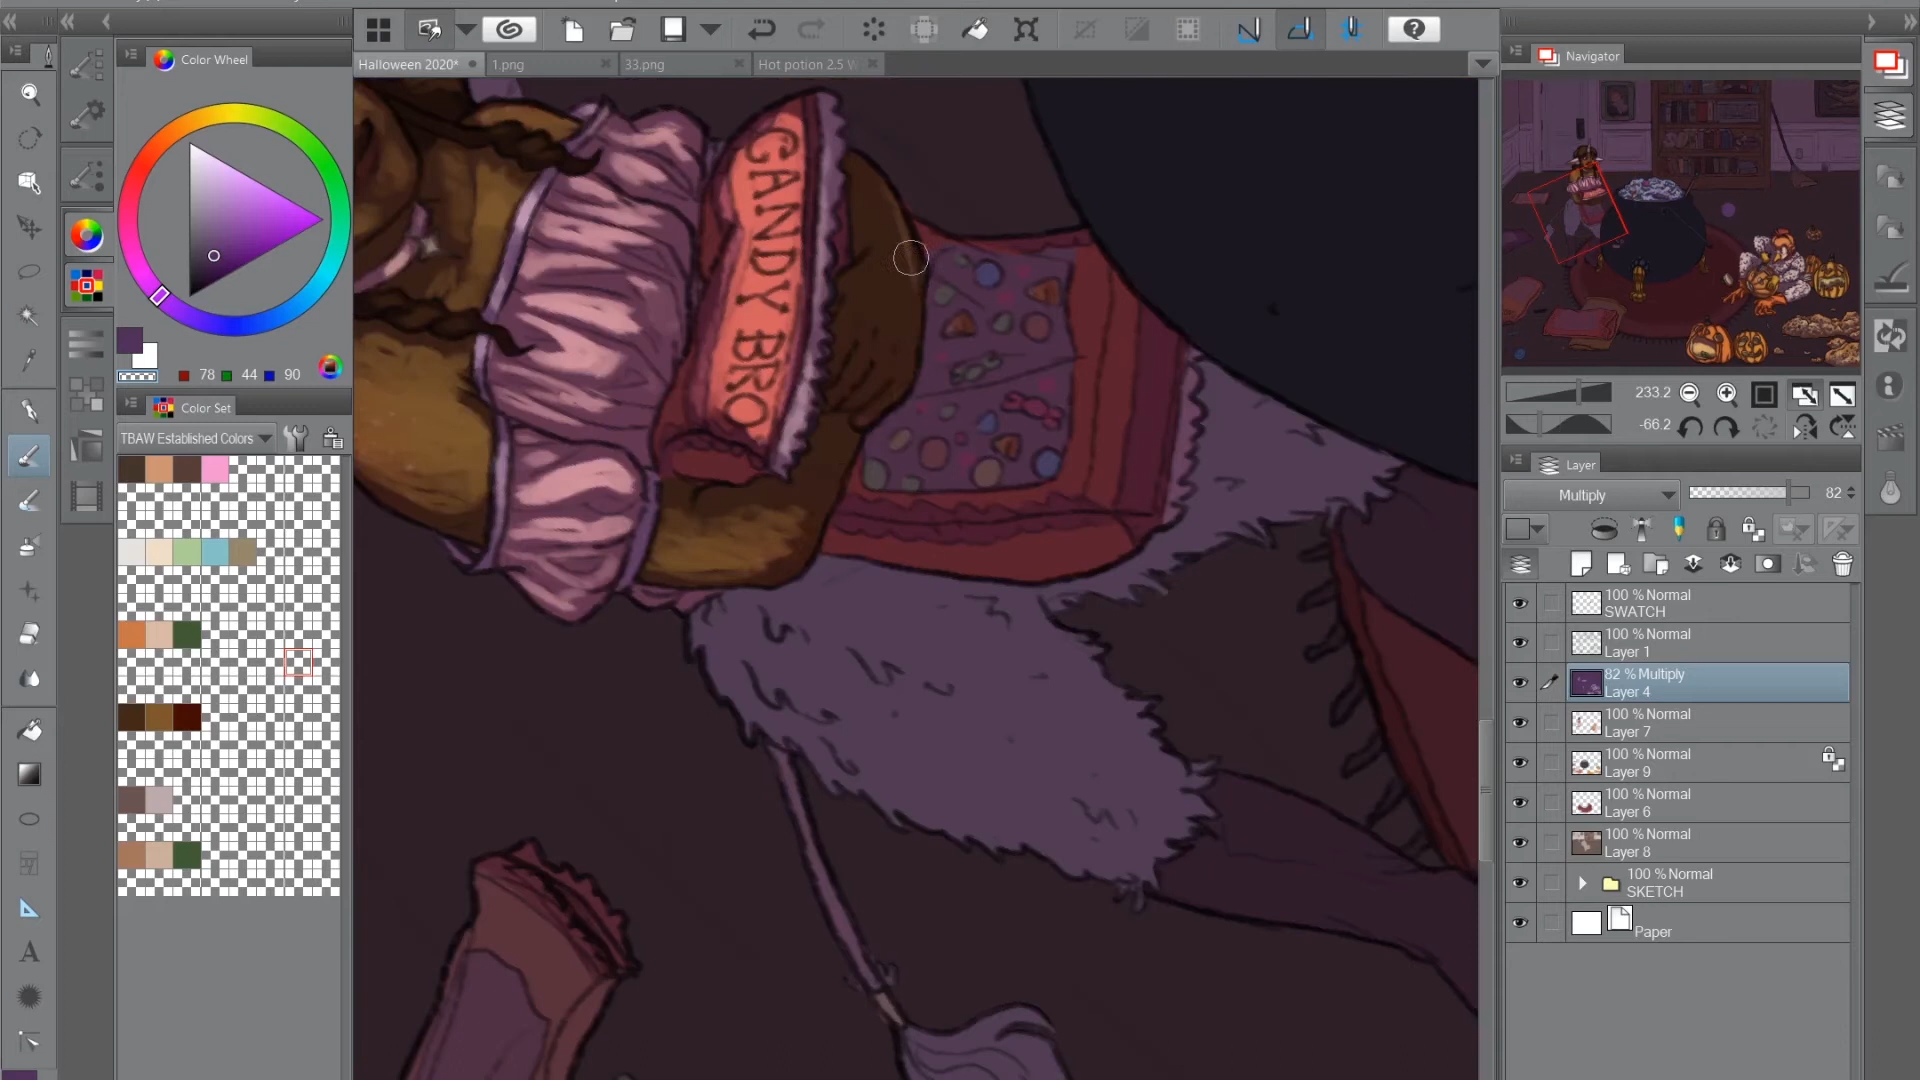 Halloween 2020*
1.png
33.png
Hot potion 2.5 W
Color Wheel
78 44 90
Color Set
TBAW Established Colors
CANDY BRO
Navigator
233.2
-66.2
Layer
Multiply 82
100 % Normal
SWATCH
100 % Normal
Layer 1
82 % Multiply
Layer 4
100 % Normal
Layer 7
100 % Normal
Layer 9
100 % Normal
Layer 6
100 % Normal
Layer 8
100 % Normal
SKETCH
Paper